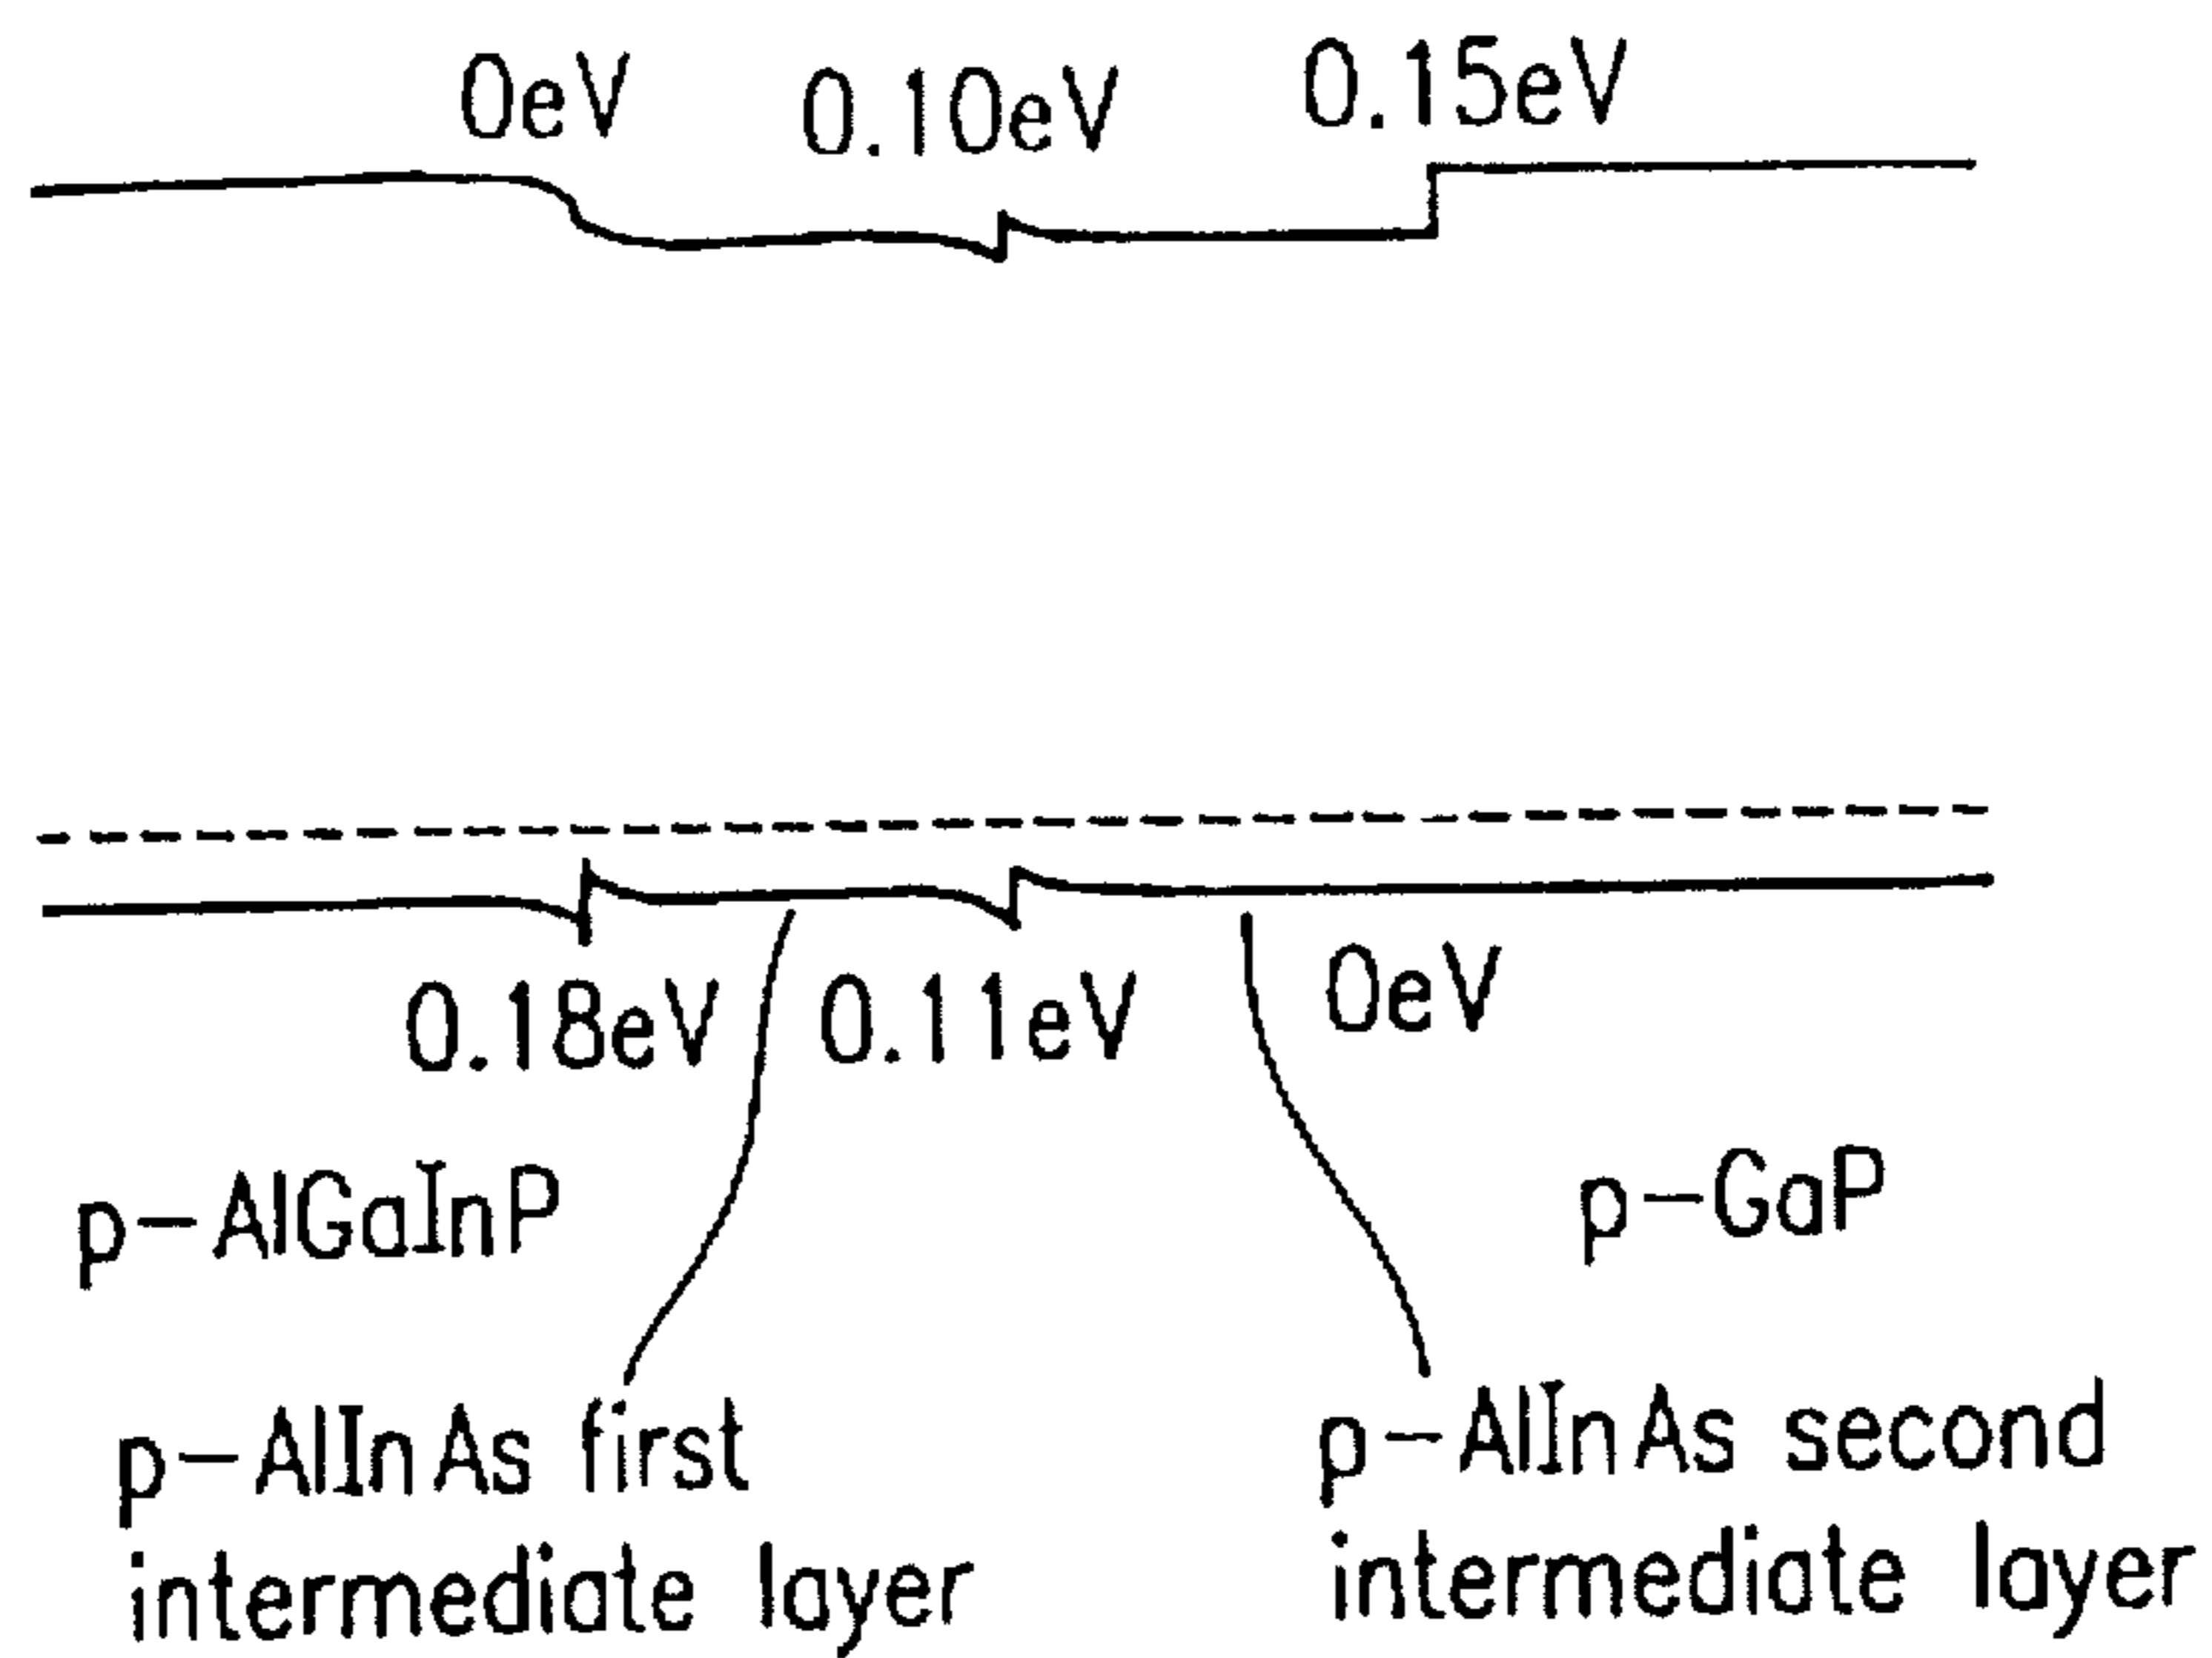 0eV
0.10eV
0.15eV
0.18eV
0.11eV
0eV
p-AlGaInP
p-GaP
p-AlInAs first
intermediate layer
p-AlInAs second
intermediate layer